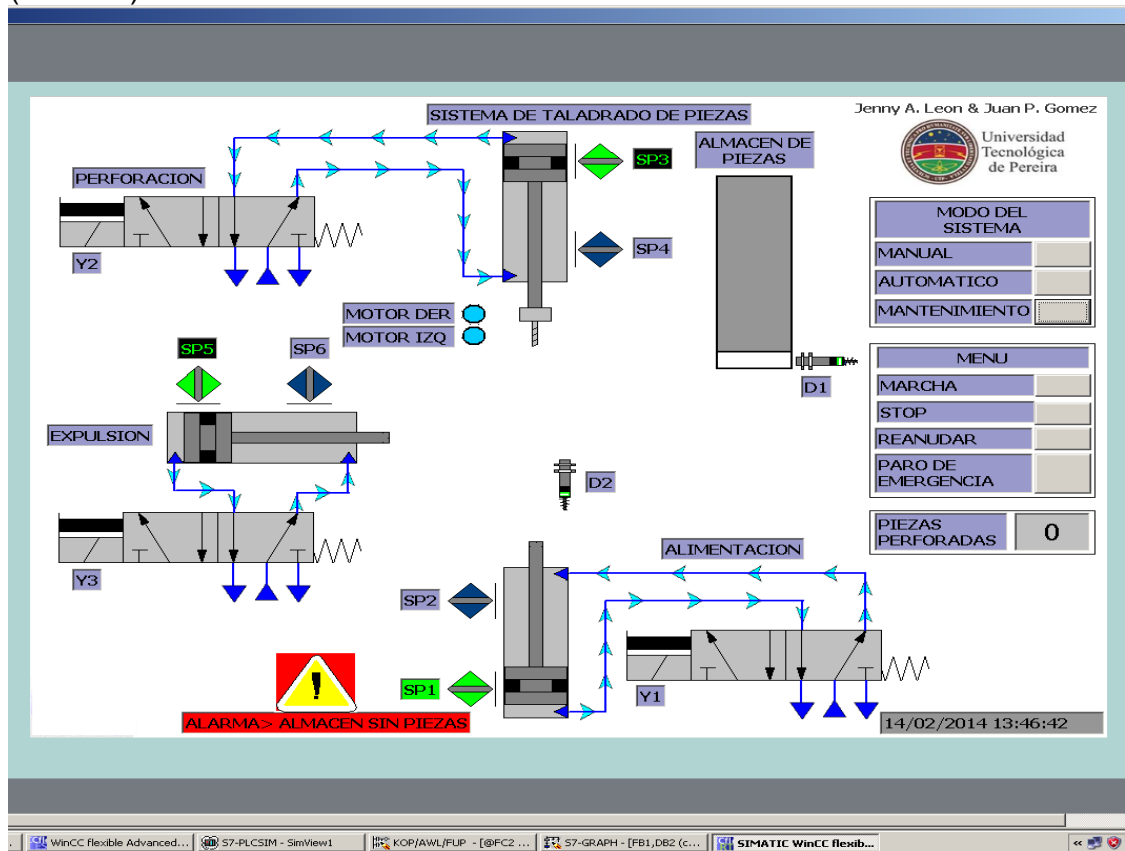 SISTEMA DE TALADRADO DE PIEZAS
Jenny A. Leon & Juan P. Gomez
Universidad
Tecnológica
de Pereira
ALMACEN DE
PIEZAS
SP3
PERFORACION
SP4
Y2
MOTOR DER
MOTOR IZQ
D1
MODO DEL
SISTEMA
MANUAL
AUTOMATICO
MANTENIMIENTO
MENU
MARCHA
STOP
REANUDAR
PARO DE
EMERGENCIA
PIEZAS
PERFORADAS
0
SP5
SP6
EXPULSION
D2
Y3
ALIMENTACION
SP2
SP1
Y1
ALARMA> ALMACEN SIN PIEZAS
14/02/2014 13:46:42
WinCC flexible Advanced...
S7-PLCSIM - SimView1
KOP/AWL/FUP - [@FC2 ...
S7-GRAPH - [FB1,DB2 (c...
SIMATIC WinCC flexib...